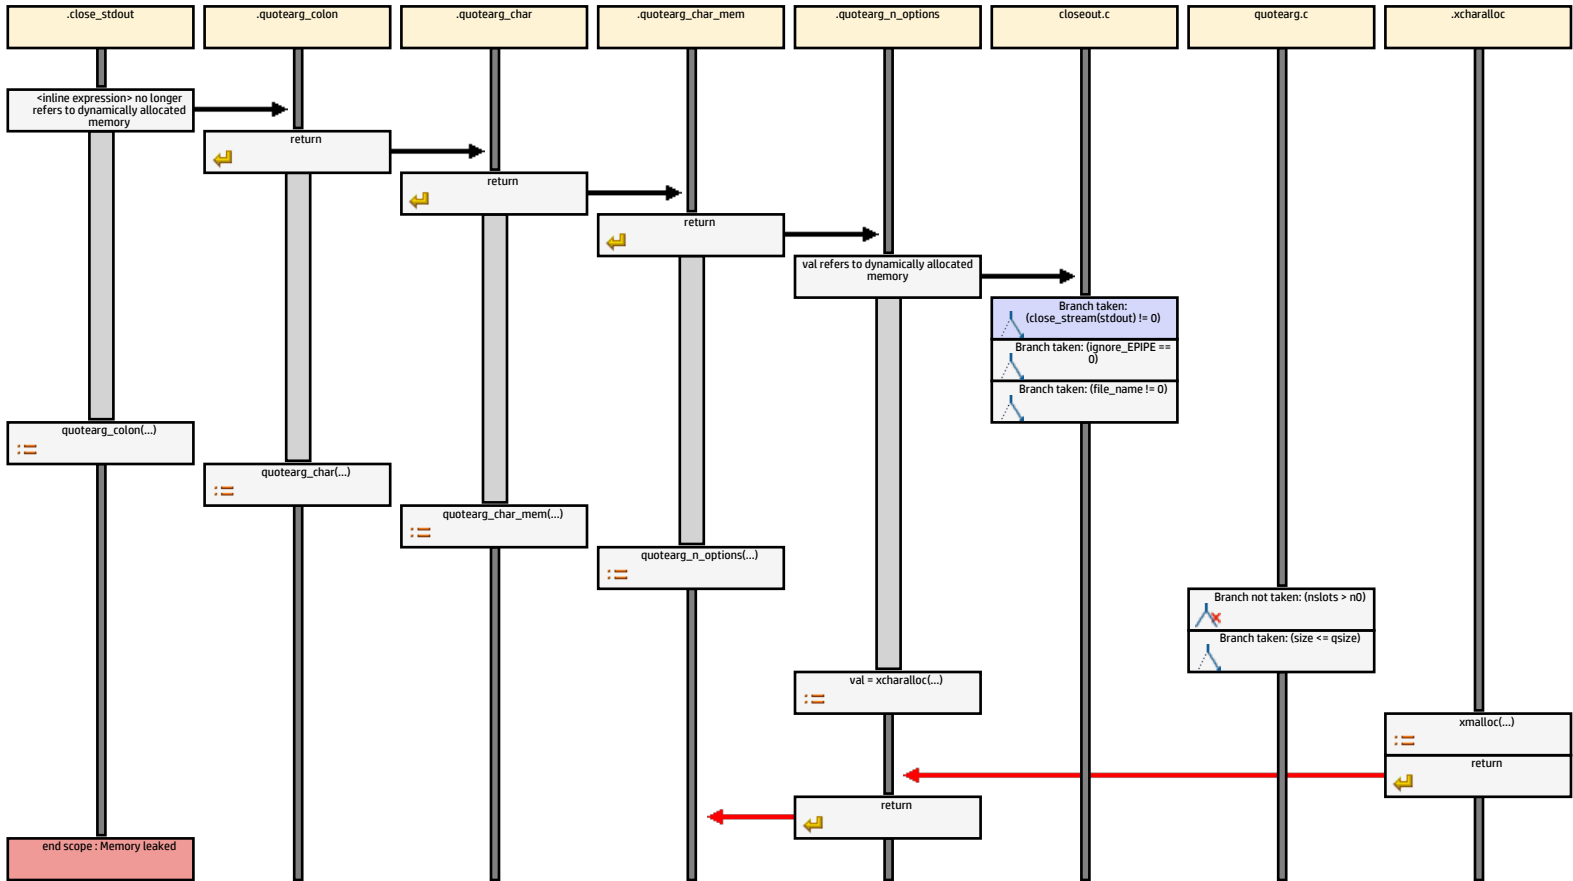 .close_stdout
.quotearg_colon
.quotearg_char
.quotearg_char_mem
.quotearg_n_options
closeout.c
quotearg.c
.xcharalloc
<inline expression> no longer
refers to dynamically allocated
memory
return
return
return
val refers to dynamically allocated
memory
Branch taken:
(close_stream(stdout) != 0)
Branch taken: (ignore_EPIPE ==
0)
Branch taken: (file_name != 0)
quotearg_colon(...)
quotearg_char(...)
quotearg_char_mem(...)
quotearg_n_options(...)
Branch not taken: (nslots > n0)
Branch taken: (size <= qsize)
val = xcharalloc(...)
xmalloc(...)
return
return
end scope : Memory leaked